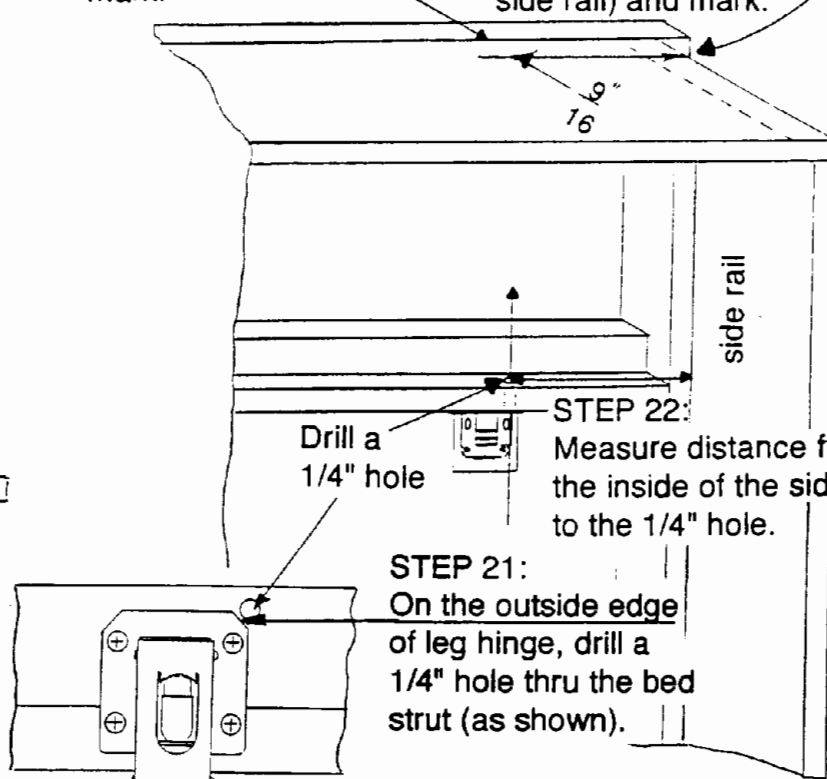 side rail) and mark.
9"
16
side rail
Drill a
1/4" hole
STEP 22:
Measure distance
the inside of the
to the 1/4" hole.
STEP 21:
On the outside edge
of leg hinge, drill a
1/4" hole thru the bed
strut (as shown).